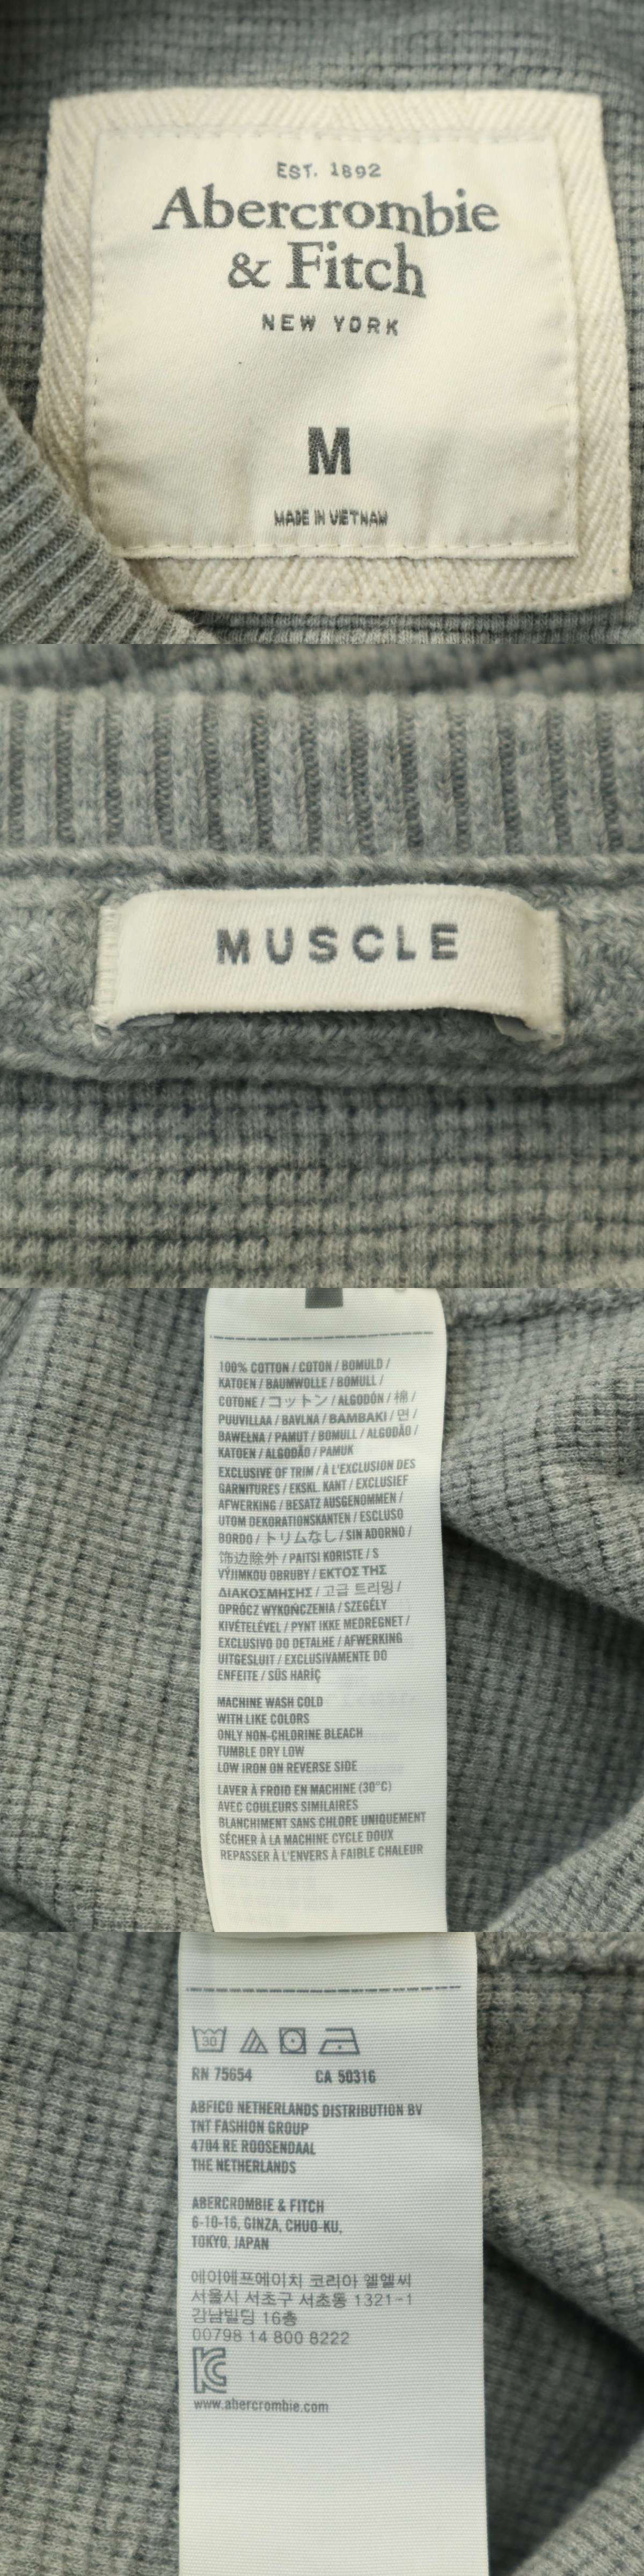 EST. 1892
Abercrombie
& Fitch
NEW YORK
M
MADE IN VIETNAM
MUSCLE
100% COTTON / COTON / BOMULD /
KATOEN / BAUMWOLLE / BOMULL /
COTONE / コットン / ALGODÓN / 棉 /
PUUVILLAA / BAVLNA / ΒΑΜΒΑΚΙ / 면 /
BAWEŁNA / PAMUT / BOMULL / ALGODÃO /
KATOEN / ALGODÃO / PAMUK
EXCLUSIVE OF TRIM / À L'EXCLUSION DES
GARNITURES / EKSKL. KANT / EXCLUSIEF
AFWERKING / BESATZ AUSGENOMMEN /
UTOM DEKORATIONSKANTEN / ESCLUSO
BORDO / トリムなし / SIN ADORNO /
饰边除外 / PAITSI KORISTE / S
VÝJIMKOU OBRUBY / ΕΚΤΟΣ ΤΗΣ
ΔΙΑΚΟΣΜΗΣΗΣ / 고급 트리밍 /
OPRÓCZ WYKOŃCZENIA / SZEGÉLY
KIVÉTELÉVEL / PYNT IKKE MEDREGNET /
EXCLUSIVO DO DETALHE / AFWERKING
UITGESLUIT / EXCLUSIVAMENTE DO
ENFEITE / SÜS HARİÇ
MACHINE WASH COLD
WITH LIKE COLORS
ONLY NON-CHLORINE BLEACH
TUMBLE DRY LOW
LOW IRON ON REVERSE SIDE
LAVER À FROID EN MACHINE (30°C)
AVEC COULEURS SIMILAIRES
BLANCHIMENT SANS CHLORE UNIQUEMENT
SÉCHER À LA MACHINE CYCLE DOUX
REPASSER À L'ENVERS À FAIBLE CHALEUR
30
RN 75654 CA 50316
ABFICO NETHERLANDS DISTRIBUTION BV
TNT FASHION GROUP
4704 RE ROOSENDAAL
THE NETHERLANDS
ABERCROMBIE & FITCH
6-10-16, GINZA, CHUO-KU,
TOKYO, JAPAN
에이에프에이치 코리아 엘엘씨
서울시 서초구 서초동 1321-1
강남빌딩 16층
00798 14 800 8222
KC
www.abercrombie.com